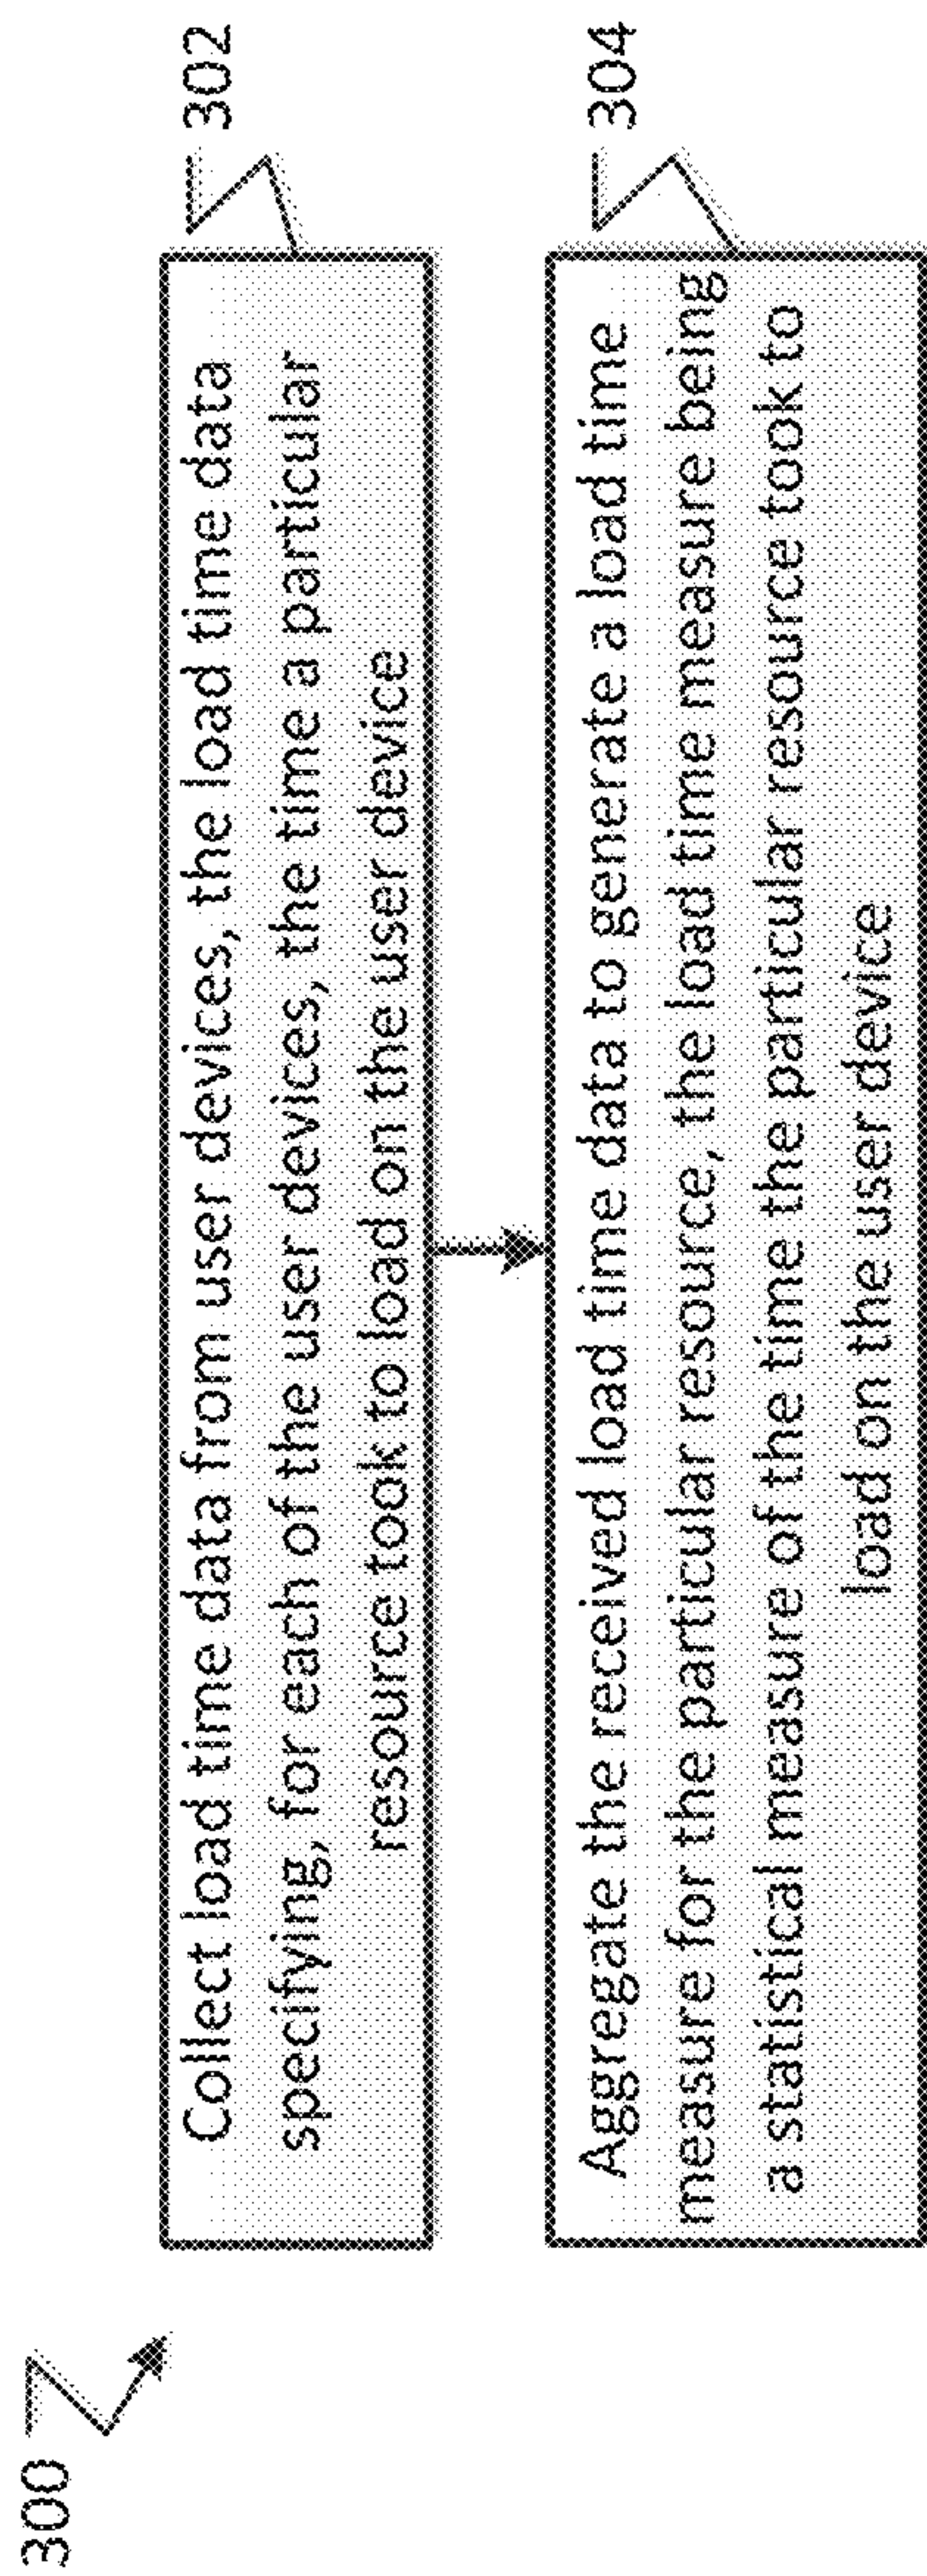 300
302
Collect load time data from user devices, the load time data
specifying, for each of the user devices, the time a particular
resource took to load on the user device
304
Aggregate the received load time data to generate a load time
measure for the particular resource, the load time measure being
a statistical measure of the time the particular resource took to
load on the user device